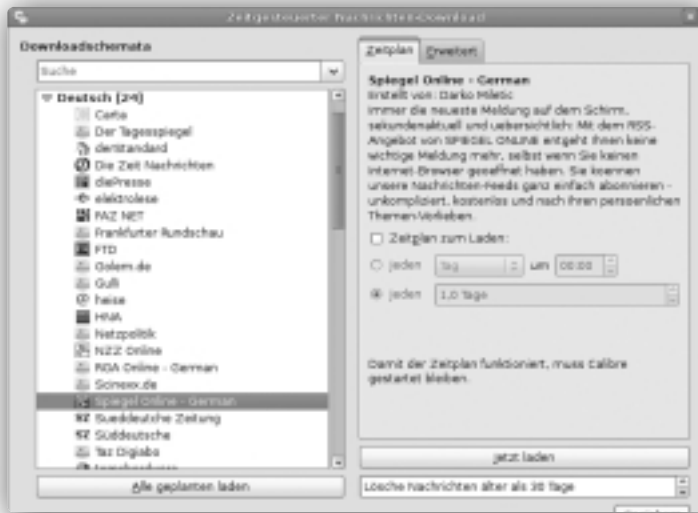 Zeitgesteuerter Nachrichten-Download
Downloadschemata
Suche
Deutsch [24]
Carta
Der Tagesspiegel
derStandard
Die Zeit Nachrichten
diePresse
elektrolese
FAZ NET
Frankfurter Rundschau
FTD
Golem.de
Gulli
heise
HNA
Netzpolitik
NZZ Online
RGA Online - German
Scinexx.de
Spiegel Online - German
Sueddeutche Zeitung
Süddeutsche
Taz Digiabo
Alle geplanten laden
Zeitplan Erweitert
Spiegel Online - German
Erstellt von: Darko Miletic
Immer die neueste Meldung auf dem Schirm,
sekundenaktuell und uebersichtlich: Mit dem RSS-
Angebot von SPIEGEL ONLINE entgeht Ihnen keine
wichtige Meldung mehr, selbst wenn Sie keinen
Internet-Browser geoeffnet haben. Sie koennen
unsere Nachrichten-Feeds ganz einfach abonnieren -
unkompliziert, kostenlos und nach Ihren persoenlichen
Themen-Vorlieben.
Zeitplan zum Laden:
jeden Tag um 00:00
jeden 1,0 Tage
Damit der Zeitplan funktioniert, muss Calibre
gestartet bleiben.
Jetzt laden
Lösche Nachrichten älter als 30 Tage